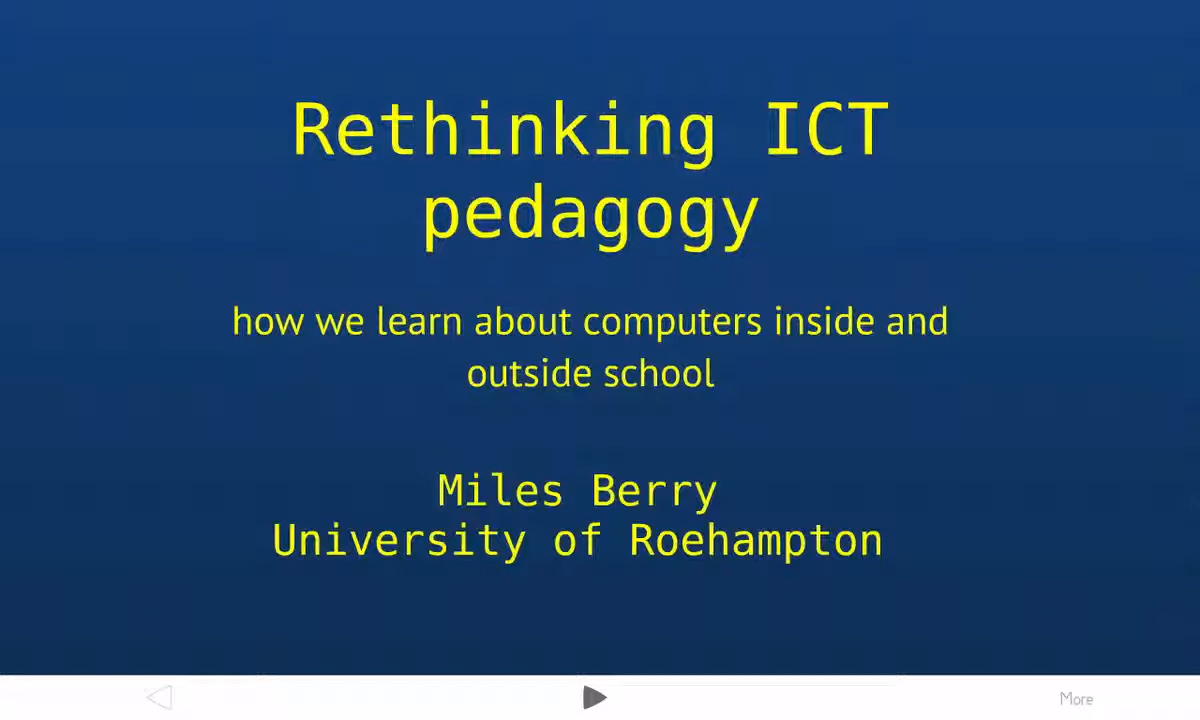 Rethinking ICT
pedagogy
how we learn about computers inside and
outside school
Miles Berry
University of Roehampton
More